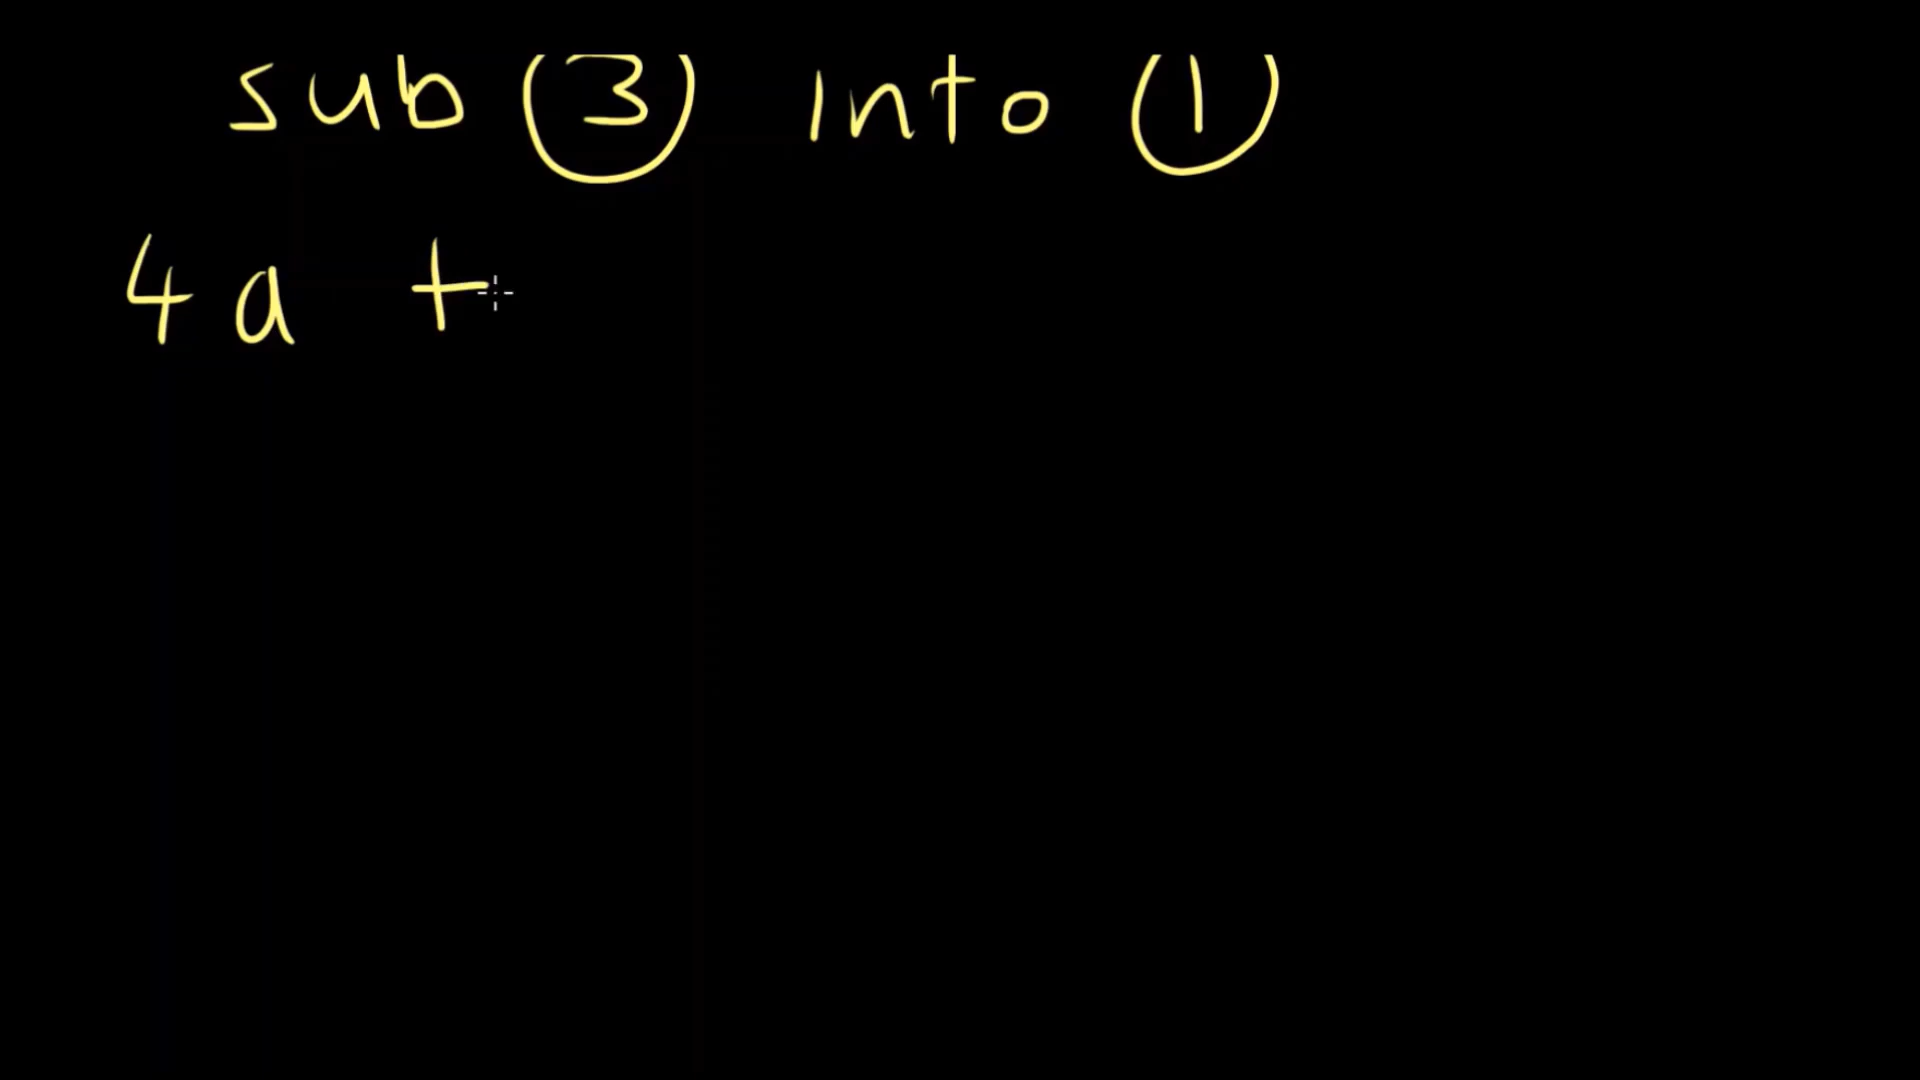 sub (3) into (1)
4a +